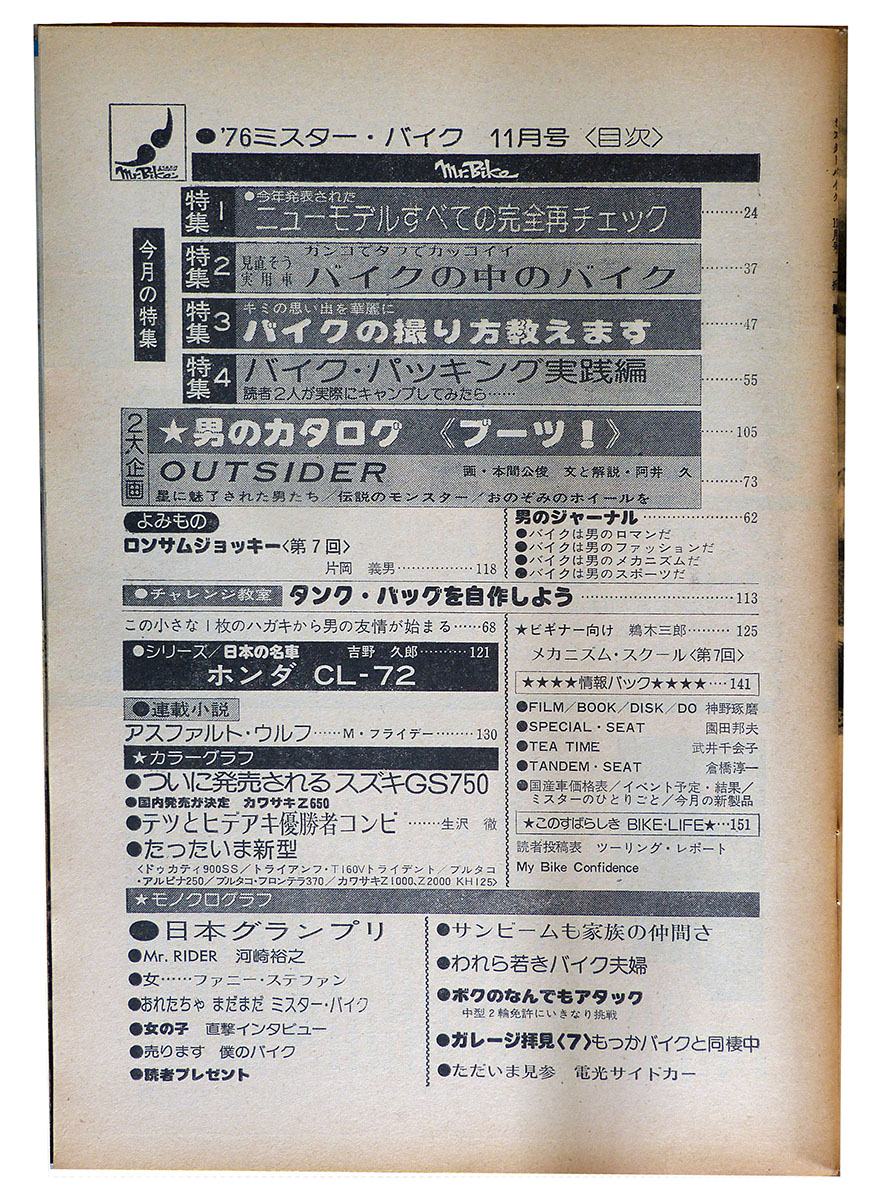 Mr.Bike
●'76ミスター・バイク 11月号〈目次〉
Mr.Bike
今月の特集
特集1 ●今年発表された
ニューモデルすべての完全再チェック………24
特集2 見直そう実用車 ガンコでタフでカッコイイ
バイクの中のバイク………37
特集3 キミの思い出を華麗に
バイクの撮り方教えます………47
特集4 バイク・パッキング実践編………55
読者2人が実際にキャンプしてみたら……
2大企画
★男のカタログ《ブーツ!》……105
OUTSIDER 画・本間公俊 文と解説・阿井 久……73
星に魅了された男たち/伝説のモンスター/おのぞみのホイールを
よみもの
ロンサムジョッキー〈第7回〉
片岡 義男………………118
男のジャーナル………………62
●バイクは男のロマンだ
●バイクは男のファッションだ
●バイクは男のメカニズムだ
●バイクは男のスポーツだ
●チャレンジ教室 タンク・バッグを自作しよう………………113
この小さな1枚のハガキから男の友情が始まる……68
●シリーズ/日本の名車 吉野 久郎…………121
ホンダ CL-72
●連載小説
アスファルト・ウルフ……M・フライデー………130
★カラーグラフ
●ついに発売される スズキGS750
●国内発売が決定 カワサキZ650
●テツとヒデアキ優勝者コンビ ……生沢 徹
●たったいま新型
〈ドゥカティ900SS/トライアンフ・T160Vトライデント/ブルタコ
・アルピナ250/ブルタコ・フロンテラ370/カワサキZ1000、Z2000 KH125〉
★ビギナー向け 鵜木三郎………125
メカニズム・スクール〈第7回〉
★★★★情報パック★★★★…141
●FILM/BOOK/DISK/DO 神野琢磨
●SPECIAL・SEAT 園田邦夫
●TEA TIME 武井千会子
●TANDEM・SEAT 倉橋淳一
●国産車価格表/イベント予定・結果/
ミスターのひとりごと/今月の新製品
★このすばらしき BIKE・LIFE★…151
読者投稿表 ツーリング・レポート
My Bike Confidence
★モノクログラフ
●日本グランプリ
●Mr. RIDER 河崎裕之
●女……ファニー・ステファン
●おれたちゃ まだまだ ミスター・バイク
●女の子 直撃インタビュー
●売ります 僕のバイク
●読者プレゼント
●サンビームも家族の仲間さ
●われら若きバイク夫婦
●ボクのなんでもアタック
中型2輪免許にいきなり挑戦
●ガレージ拝見〈7〉もっかバイクと同棲中
●ただいま見参 電光サイドカー